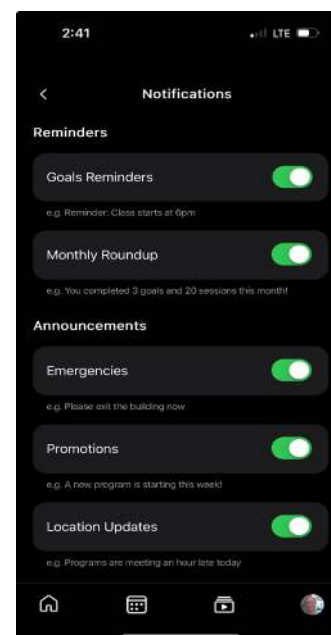 2:41
LTE
Notifications
Reminders
Goals Reminders
e.g. Reminder: Class starts at 6pm
Monthly Roundup
e.g. You completed 3 goals and 20 sessions this month!
Announcements
Emergencies
e.g. Please exit the building now
Promotions
e.g. A new program is starting this week!
Location Updates
e.g. Programs are meeting an hour late today